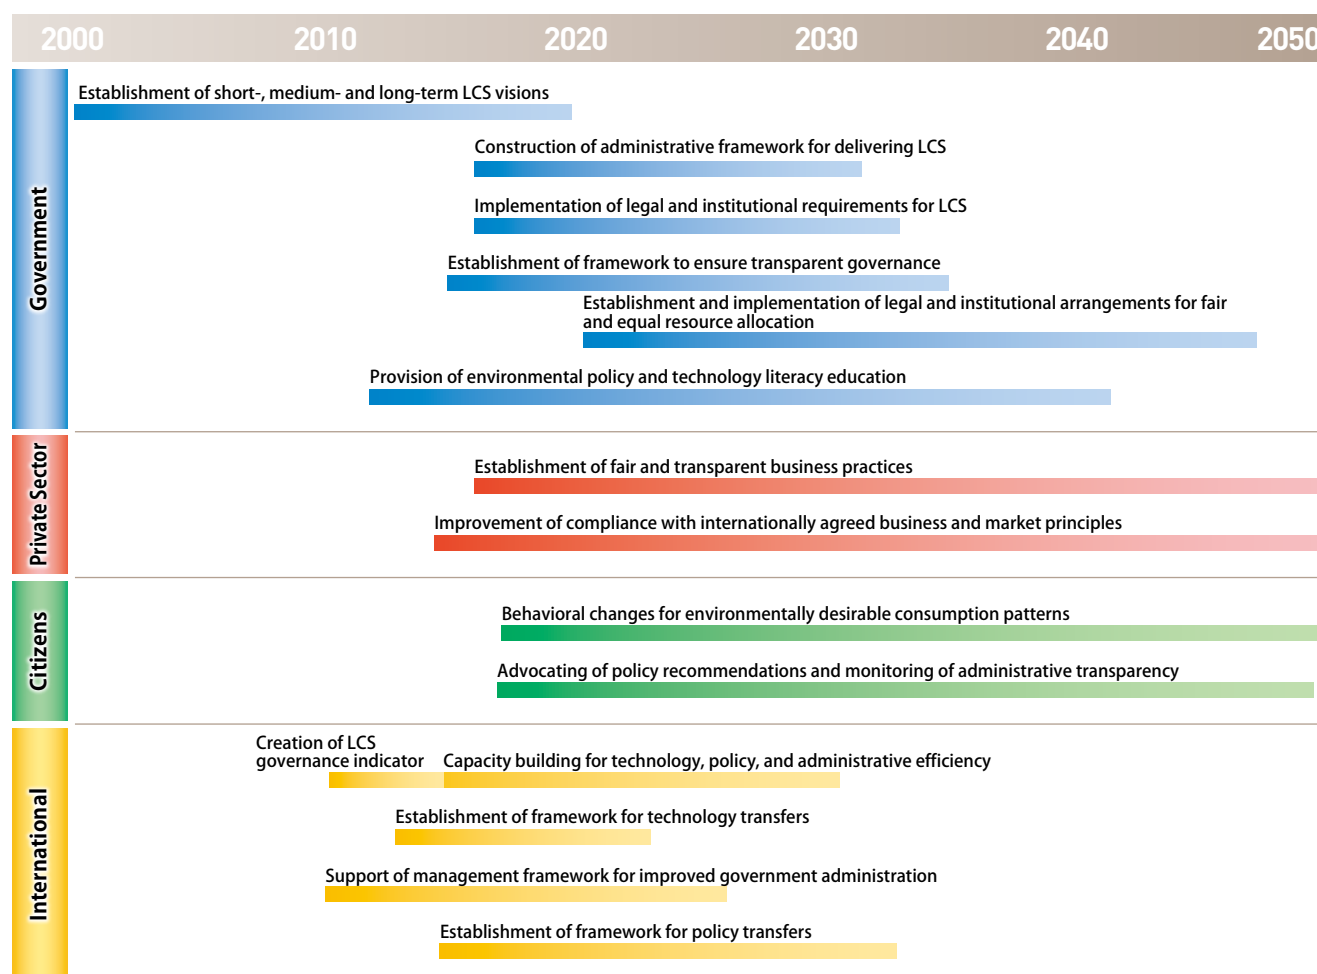 2000 2010 2020 2030 2040 2050
Government
Establishment of short-, medium- and long-term LCS visions
Construction of administrative framework for delivering LCS
Implementation of legal and institutional requirements for LCS
Establishment of framework to ensure transparent governance
Establishment and implementation of legal and institutional arrangements for fair
and equal resource allocation
Provision of environmental policy and technology literacy education
Private Sector
Establishment of fair and transparent business practices
Improvement of compliance with internationally agreed business and market principles
Citizens
Behavioral changes for environmentally desirable consumption patterns
Advocating of policy recommendations and monitoring of administrative transparency
International
Creation of LCS
governance indicator
Capacity building for technology, policy, and administrative efficiency
Establishment of framework for technology transfers
Support of management framework for improved government administration
Establishment of framework for policy transfers